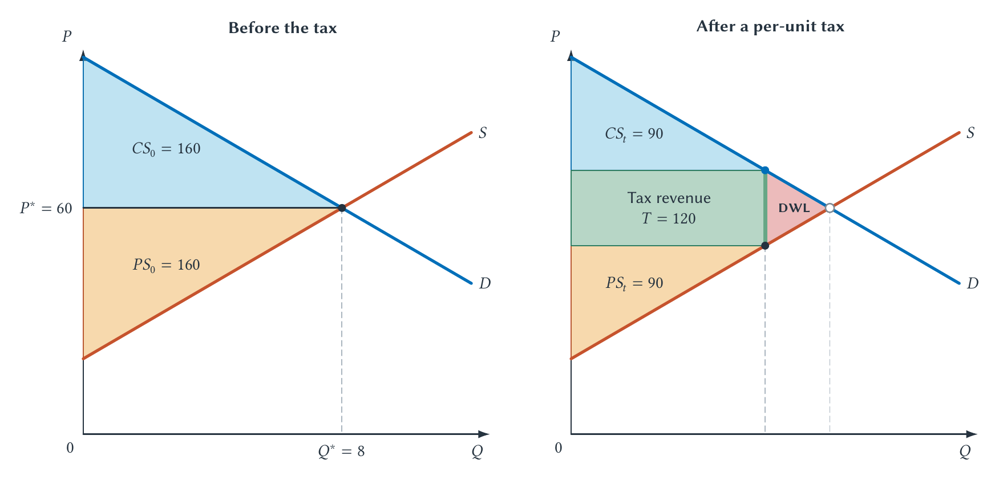 Before the tax
P
CS₀ = 160
S
P* = 60
PS₀ = 160
D
0
Q* = 8
Q
After a per-unit tax
P
CSₜ = 90
S
Tax revenue
T = 120
DWL
PSₜ = 90
D
0
Q